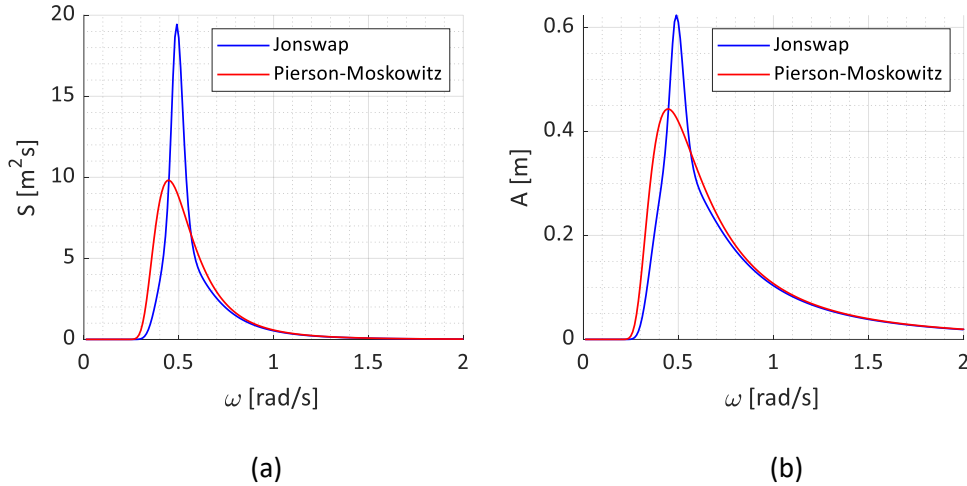 20
15
10
5
0
S [m²s]
0 0.5 1 1.5 2
ω [rad/s]
Jonswap
Pierson-Moskowitz
(a)
0.6
0.4
0.2
0
A [m]
0 0.5 1 1.5 2
ω [rad/s]
Jonswap
Pierson-Moskowitz
(b)